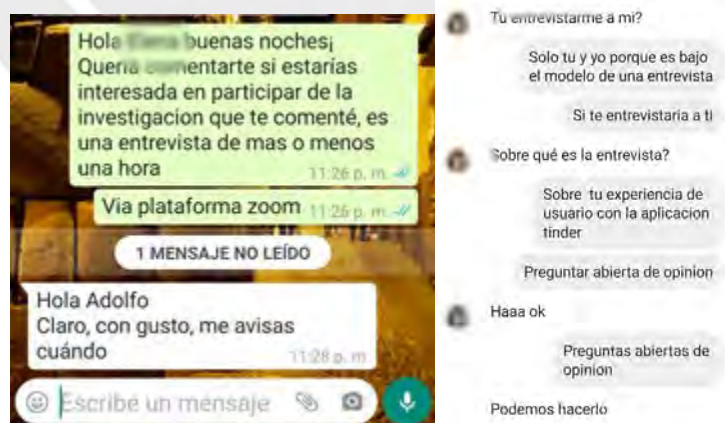 Hola buenas noches¡
Quería comentarte si estarías
interesada en participar de la
investigacion que te comenté, es
una entrevista de mas o menos
una hora
11:26 p. m.
Via plataforma zoom 11:26 p. m.
1 MENSAJE NO LEÍDO
Hola Adolfo
Claro, con gusto, me avisas
cuándo
11:28 p. m.
Escribe un mensaje
Tu entrevistarme a mi?
Solo tu y yo porque es bajo
el modelo de una entrevista
Si te entrevistaria a ti
Sobre qué es la entrevista?
Sobre tu experiencia de
usuario con la aplicacion
tinder
Preguntar abierta de opinion
Haaa ok
Preguntas abiertas de
opinion
Podemos hacerlo